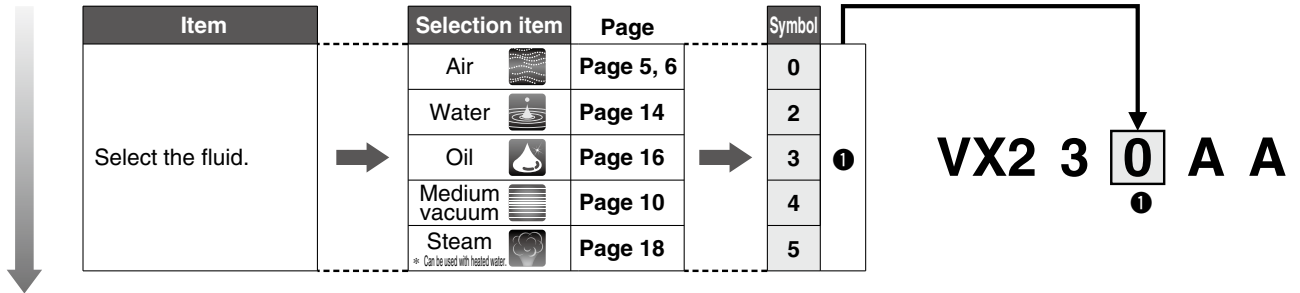 Item Selection item Page Symbol
Air Page 5, 6 0
Water Page 14 2
Select the fluid. Oil Page 16 3 ❶ VX2 3 0 A A
❶
Medium
vacuum Page 10 4
Steam Page 18 5
* Can be used with heated water.